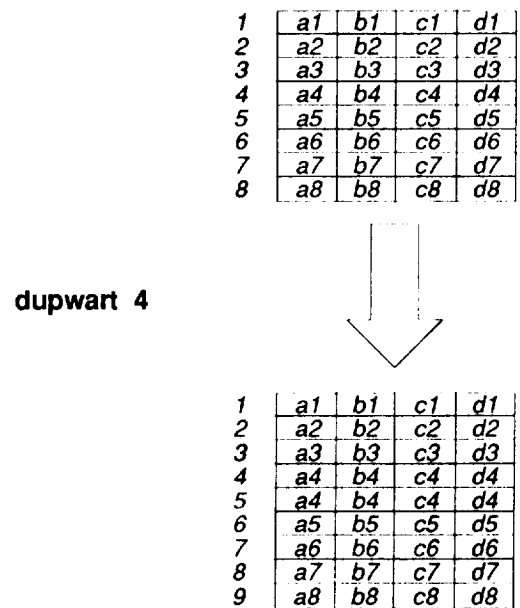 1 a1 b1 c1 d1
2 a2 b2 c2 d2
3 a3 b3 c3 d3
4 a4 b4 c4 d4
5 a5 b5 c5 d5
6 a6 b6 c6 d6
7 a7 b7 c7 d7
8 a8 b8 c8 d8
dupwart 4
1 a1 b1 c1 d1
2 a2 b2 c2 d2
3 a3 b3 c3 d3
4 a4 b4 c4 d4
5 a4 b4 c4 d4
6 a5 b5 c5 d5
7 a6 b6 c6 d6
8 a7 b7 c7 d7
9 a8 b8 c8 d8